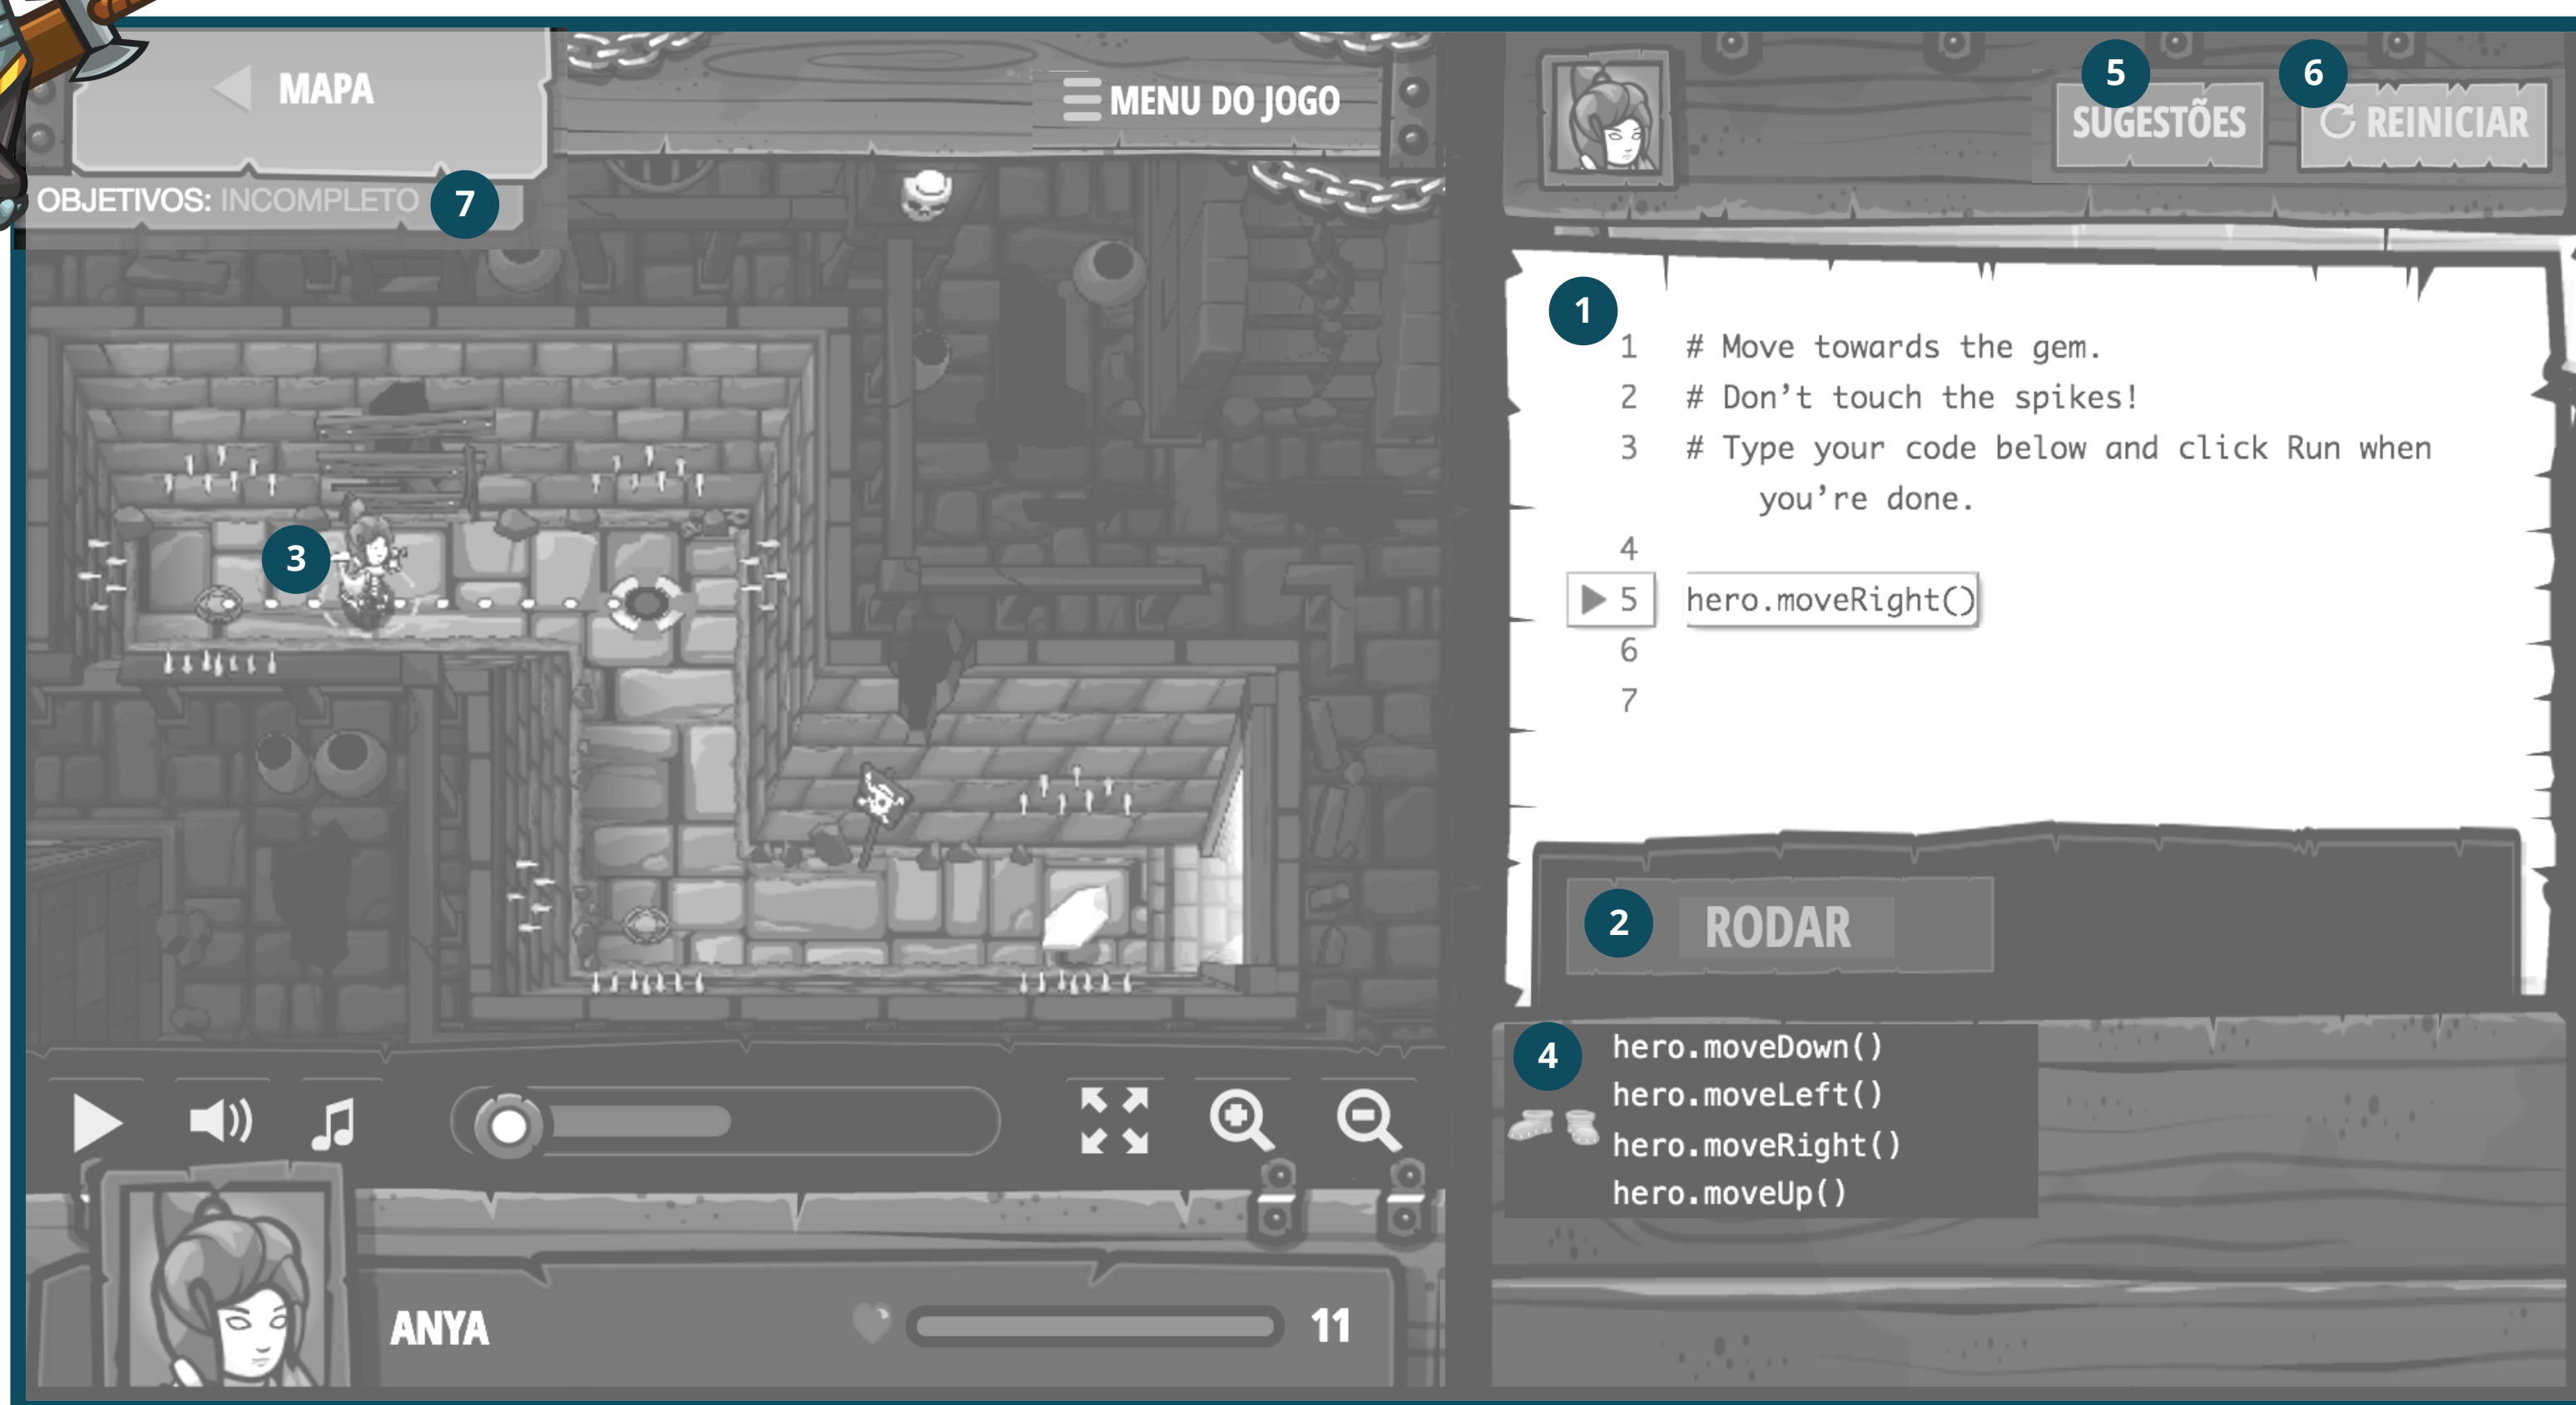 MAPA
MENU DO JOGO
OBJETIVOS: INCOMPLETO
7
5
SUGESTÕES
6
REINICIAR
1
1 # Move towards the gem.
2 # Don’t touch the spikes!
3 # Type your code below and click Run when
you’re done.
4
5 hero.moveRight()
6
7
3
2
RODAR
4
hero.moveDown()
hero.moveLeft()
hero.moveRight()
hero.moveUp()
ANYA
11